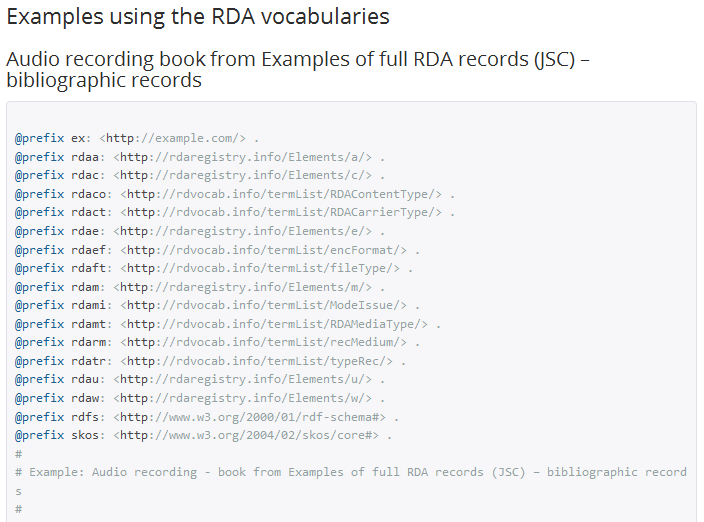 Examples using the RDA vocabularies
Audio recording book from Examples of full RDA records (JSC) –
bibliographic records
@prefix ex: <http://example.com/> .
@prefix rdaa: <http://rdaregistry.info/Elements/a/> .
@prefix rdac: <http://rdaregistry.info/Elements/c/> .
@prefix rdaco: <http://rdvocab.info/termList/RDAContentType/> .
@prefix rdact: <http://rdvocab.info/termList/RDACarrierType/> .
@prefix rdae: <http://rdaregistry.info/Elements/e/> .
@prefix rdaef: <http://rdvocab.info/termList/encFormat/> .
@prefix rdaft: <http://rdvocab.info/termList/fileType/> .
@prefix rdam: <http://rdaregistry.info/Elements/m/> .
@prefix rdami: <http://rdvocab.info/termList/ModeIssue/> .
@prefix rdamt: <http://rdvocab.info/termList/RDAMediaType/> .
@prefix rdarm: <http://rdvocab.info/termList/recMedium/> .
@prefix rdatr: <http://rdvocab.info/termList/typeRec/> .
@prefix rdau: <http://rdaregistry.info/Elements/u/> .
@prefix rdaw: <http://rdaregistry.info/Elements/w/> .
@prefix rdfs: <http://www.w3.org/2000/01/rdf-schema#> .
@prefix skos: <http://www.w3.org/2004/02/skos/core#> .
#
# Example: Audio recording - book from Examples of full RDA records (JSC) – bibliographic record
s
#